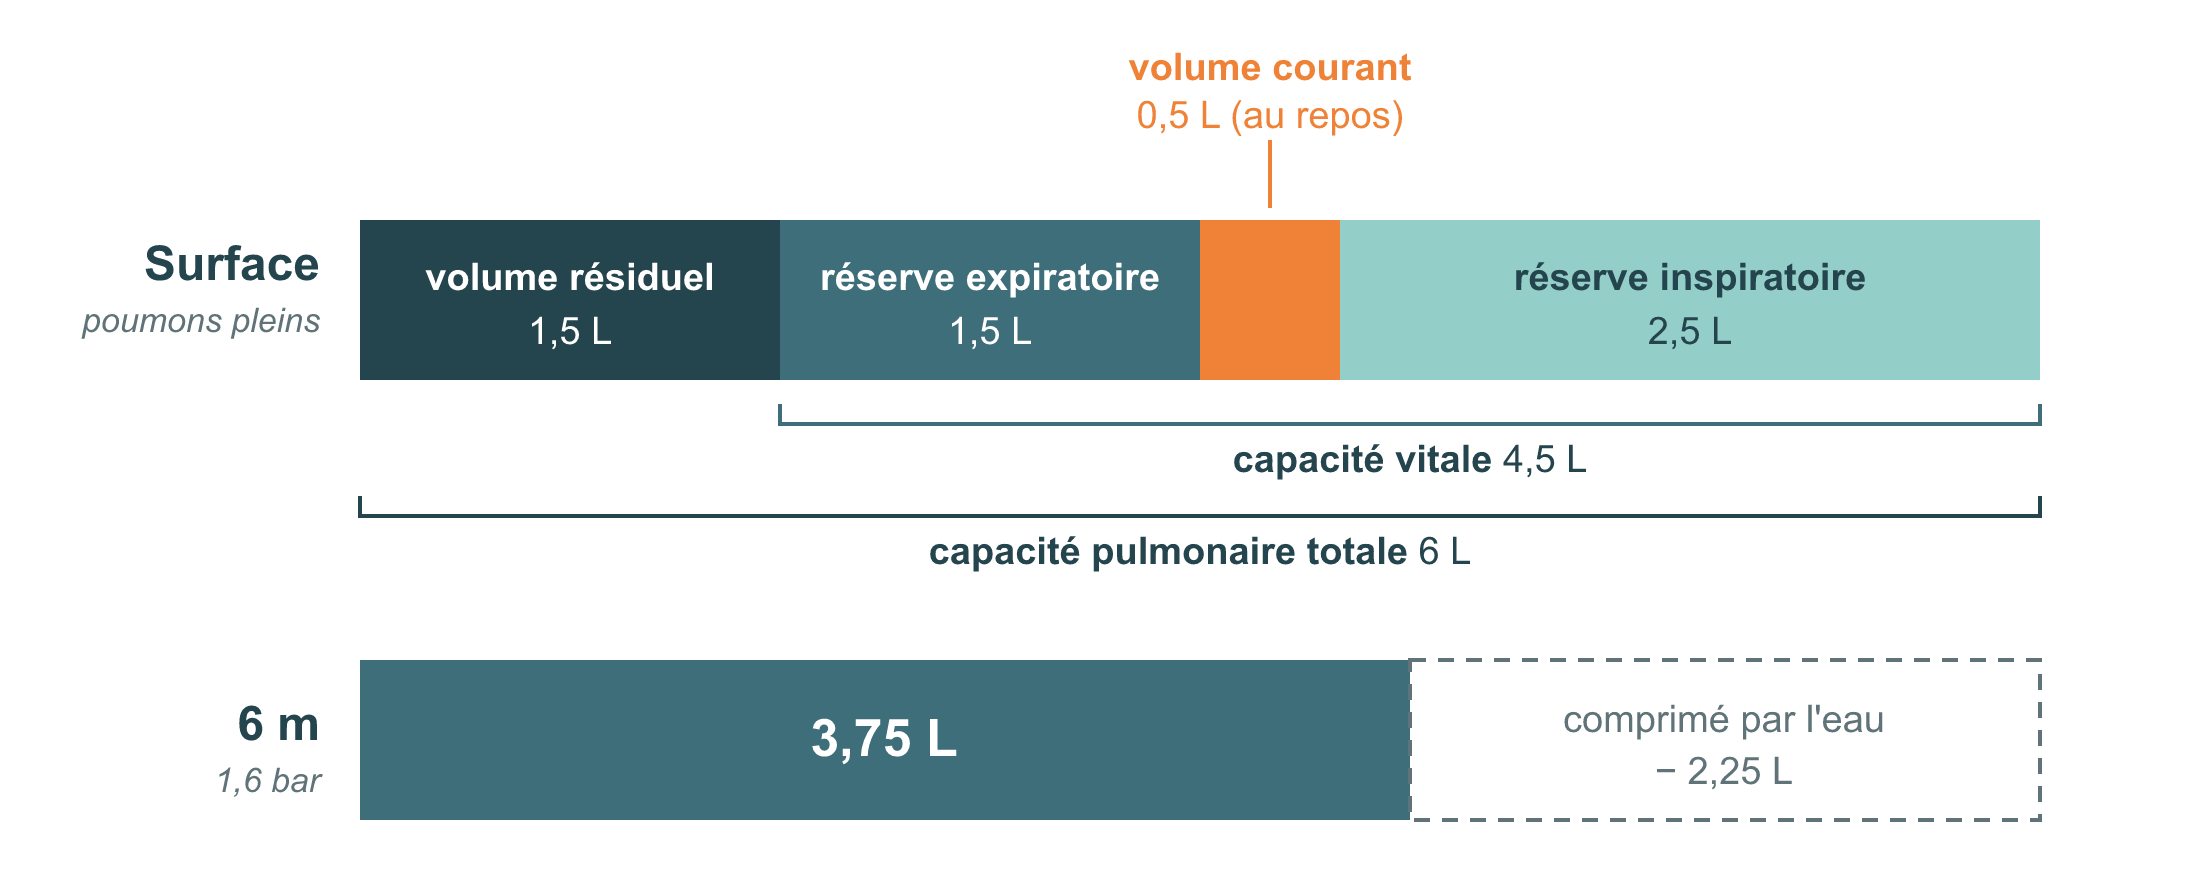 volume courant
0,5 L (au repos)
Surface
poumons pleins
volume résiduel
1,5 L
réserve expiratoire
1,5 L
réserve inspiratoire
2,5 L
capacité vitale 4,5 L
capacité pulmonaire totale 6 L
6 m
1,6 bar
3,75 L
comprimé par l'eau
− 2,25 L